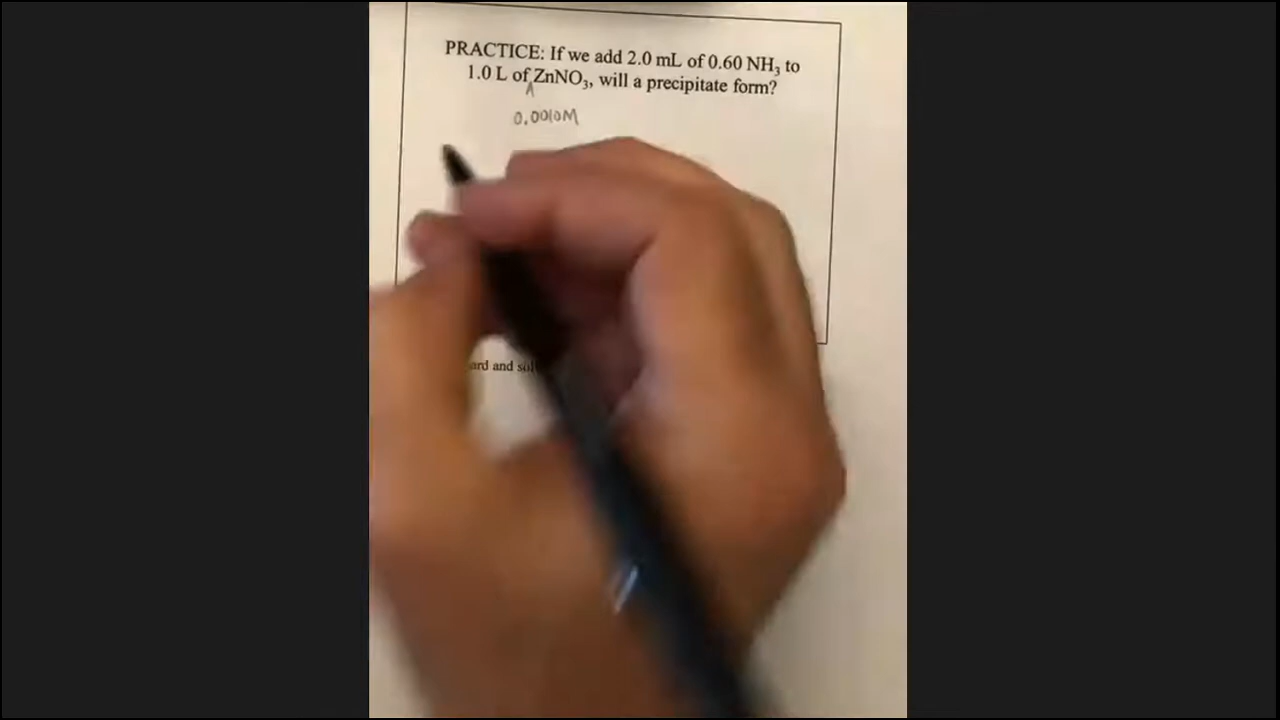 PRACTICE: If we add 2.0 mL of 0.60 NH₃ to
1.0 L of ZnNO₃, will a precipitate form?
^
0.0010M
and